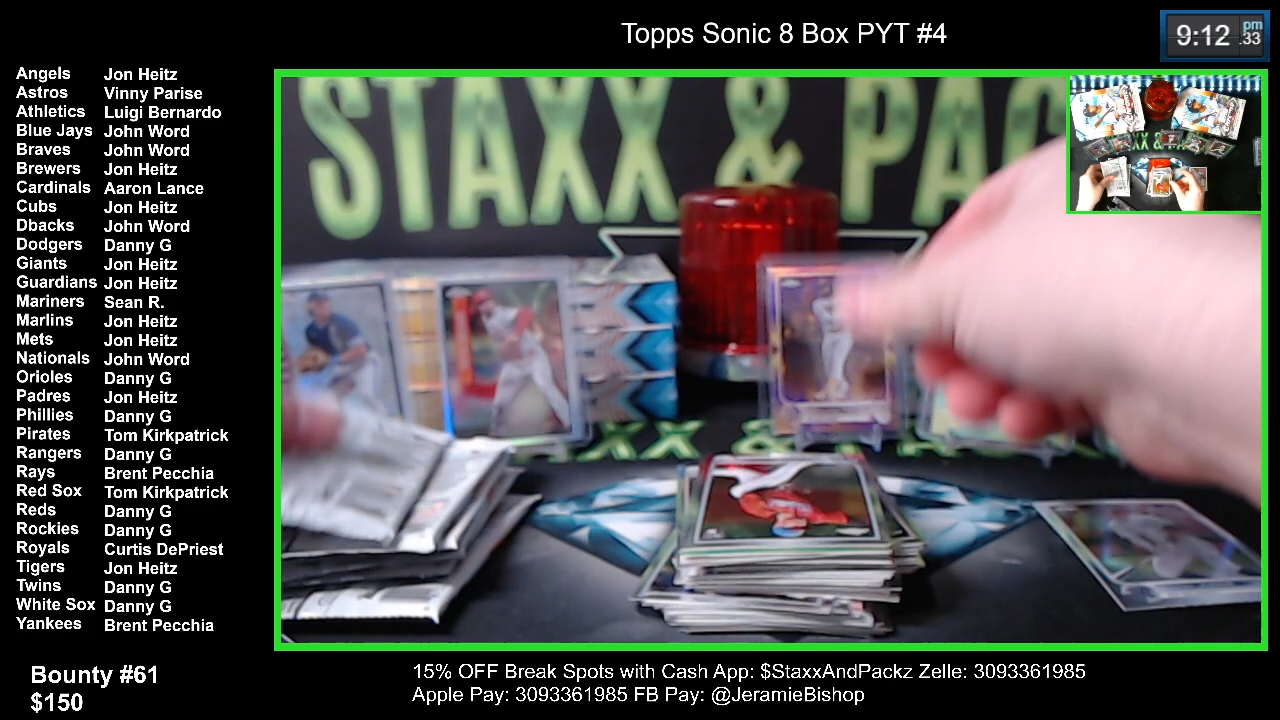 Topps Sonic 8 Box PYT #4
9:12 pm .33
Angels Jon Heitz
Astros Vinny Parise
Athletics Luigi Bernardo
Blue Jays John Word
Braves John Word
Brewers Jon Heitz
Cardinals Aaron Lance
Cubs Jon Heitz
Dbacks John Word
Dodgers Danny G
Giants Jon Heitz
Guardians Jon Heitz
Mariners Sean R.
Marlins Jon Heitz
Mets Jon Heitz
Nationals John Word
Orioles Danny G
Padres Jon Heitz
Phillies Danny G
Pirates Tom Kirkpatrick
Rangers Danny G
Rays Brent Pecchia
Red Sox Tom Kirkpatrick
Reds Danny G
Rockies Danny G
Royals Curtis DePriest
Tigers Jon Heitz
Twins Danny G
White Sox Danny G
Yankees Brent Pecchia
STAXX & PAC
XX & PA
Bounty #61
$150
15% OFF Break Spots with Cash App: $StaxxAndPackz Zelle: 3093361985
Apple Pay: 3093361985 FB Pay: @JeramieBishop